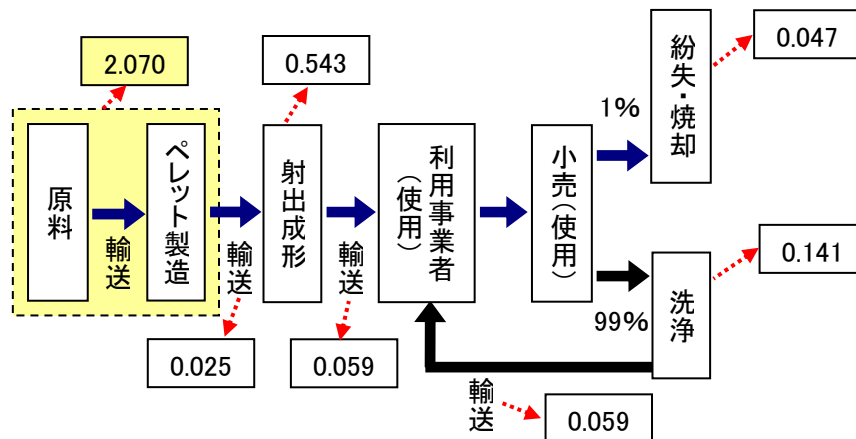 2.070
0.543
0.047
原料
輸送
ペレット製造
輸送
射出成形
輸送
利用事業者
(使用)
小売(使用)
1%
紛失・焼却
99%
洗浄
0.141
0.025
0.059
輸送
0.059